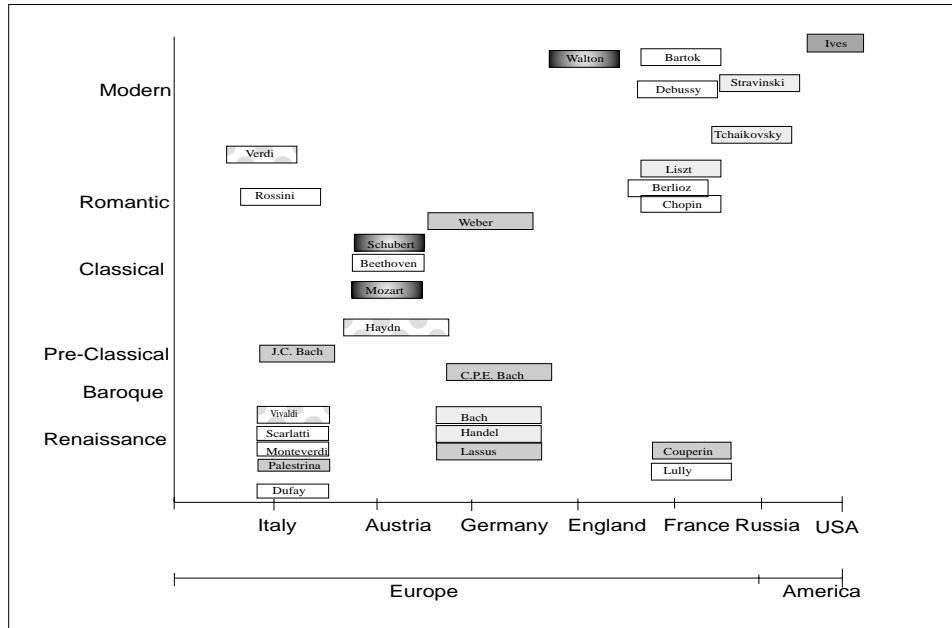 Ives
Walton
Bartok
Modern
Debussy
Stravinski
Tchaikovsky
Verdi
Liszt
Berlioz
Romantic
Rossini
Chopin
Weber
Schubert
Classical
Beethoven
Mozart
Haydn
Pre-Classical
J.C. Bach
C.P.E. Bach
Baroque
Vivaldi
Bach
Renaissance
Scarlatti
Handel
Monteverdi
Lassus
Couperin
Palestrina
Lully
Dufay
Italy Austria Germany England France Russia USA
Europe America